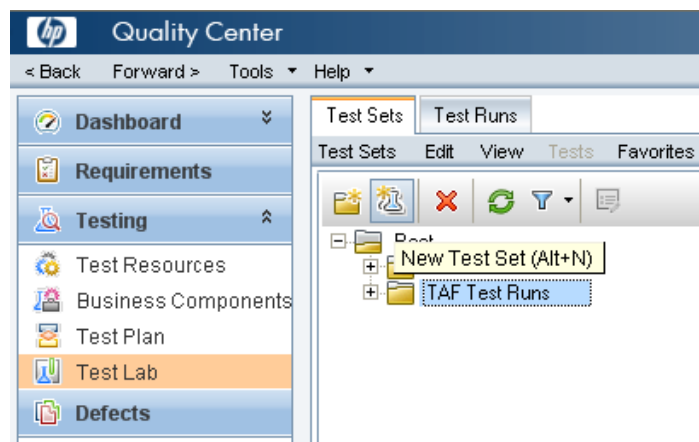 hp Quality Center
< Back Forward > Tools Help
Dashboard
Requirements
Testing
Test Resources
Business Components
Test Plan
Test Lab
Defects
Test Sets Test Runs
Test Sets Edit View Tests Favorites
New Test Set (Alt+N)
TAF Test Runs